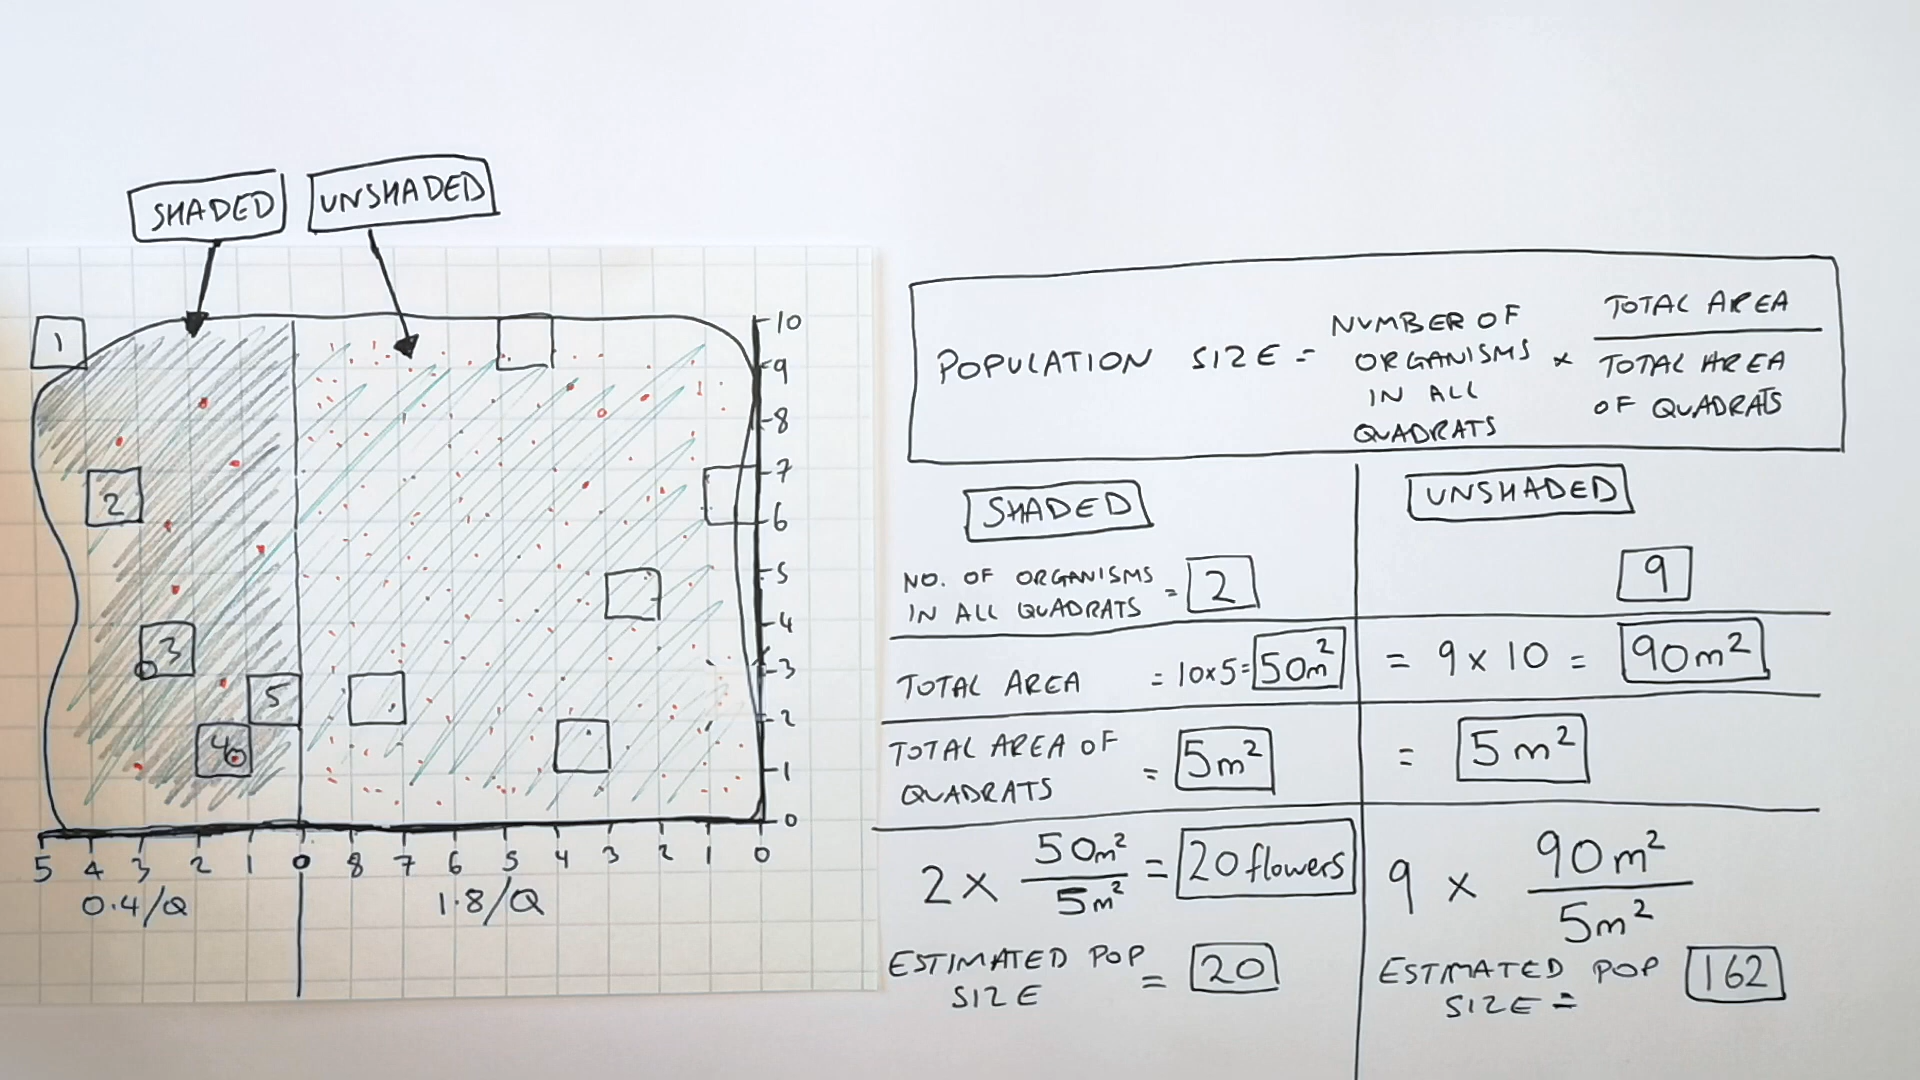 SHADED
UNSHADED
1
2
3
4
5
10
9
8
7
6
5
4
3
2
1
0
5 4 3 2 1 0 8 7 6 5 4 3 2 1 0
0.4/Q
1.8/Q
POPULATION SIZE = NUMBER OF ORGANISMS IN ALL QUADRATS × TOTAL AREA
TOTAL AREA
OF QUADRATS
SHADED
NO. OF ORGANISMS
IN ALL QUADRATS = 2
TOTAL AREA = 10x5 = 50m²
TOTAL AREA OF
QUADRATS = 5m²
2 × 50m² = 20 flowers
5m²
ESTIMATED POP
SIZE = 20
UNSHADED
9
= 9 x 10 = 90m²
= 5m²
9 × 90m²
5m²
ESTMATED POP
SIZE = 162